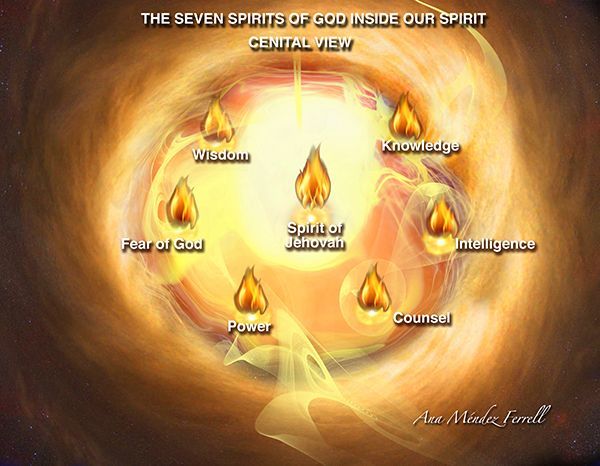 THE SEVEN SPIRITS OF GOD INSIDE OUR SPIRIT
CENITAL VIEW
Wisdom
Knowledge
Spirit of
Jehovah
Fear of God
Intelligence
Power
Counsel
Ana Méndez Ferrell